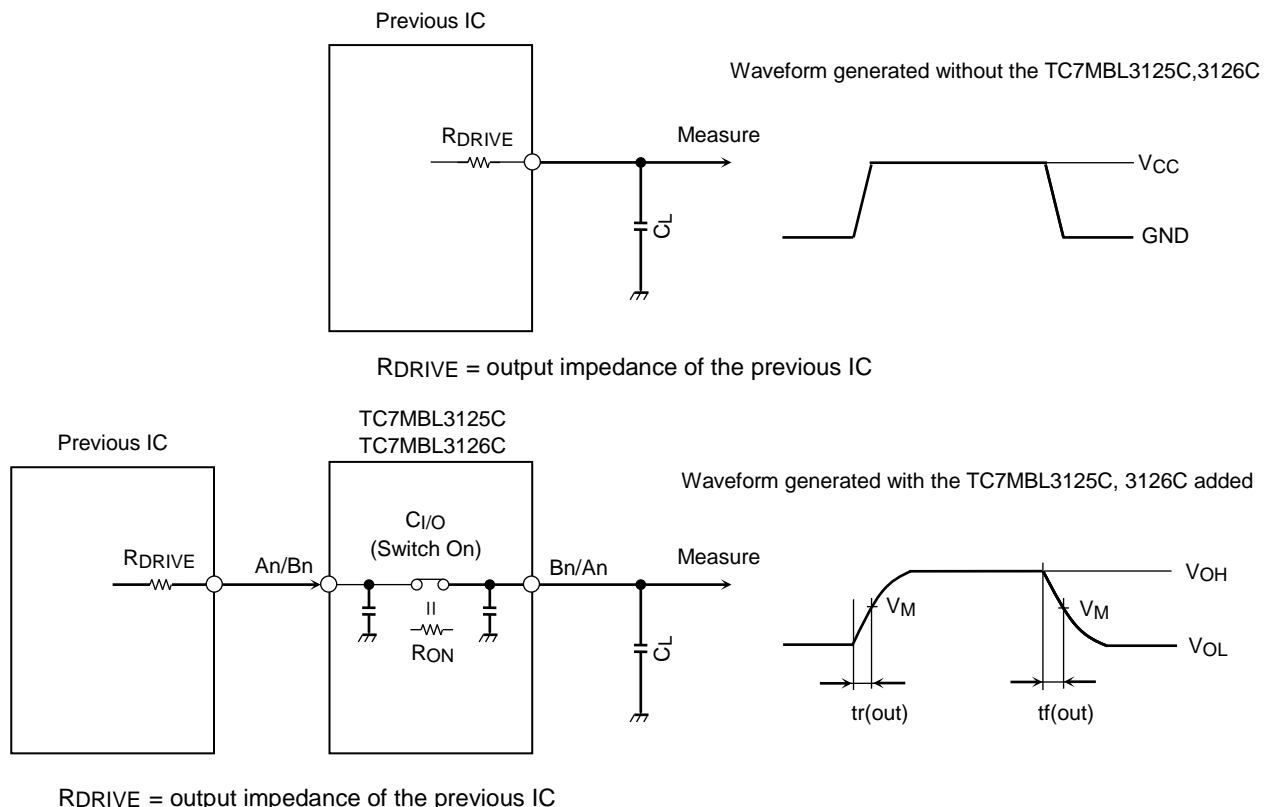 Previous IC
Waveform generated without the TC7MBL3125C,3126C
RDRIVE
Measure
CL
VCC
GND
RDRIVE = output impedance of the previous IC
TC7MBL3125C
TC7MBL3126C
Previous IC
Waveform generated with the TC7MBL3125C, 3126C added
CI/O
(Switch On)
RDRIVE
An/Bn
Bn/An
Measure
RON
CL
VOH
VM
VM
VOL
tr(out)
tf(out)
RDRIVE = output impedance of the previous IC